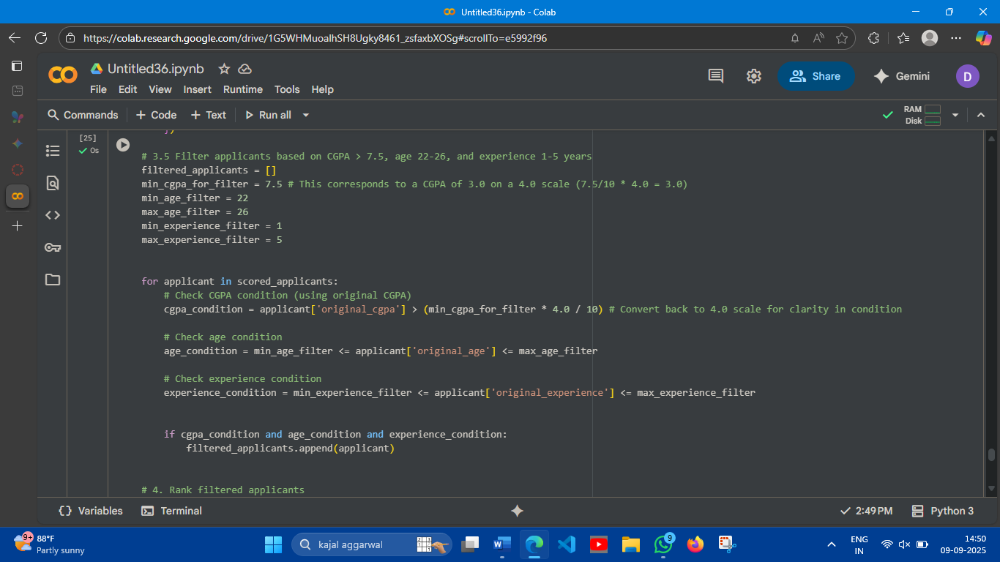 Untitled36.ipynb - Colab
https://colab.research.google.com/drive/1G5WHMuoaIhSH8Ugky8461_zsfaxbXOSg#scrollTo=e5992f96
Untitled36.ipynb
File Edit View Insert Runtime Tools Help
Share
Gemini
D
Commands + Code + Text Run all
RAM
Disk
[25]
0s
})
# 3.5 Filter applicants based on CGPA > 7.5, age 22-26, and experience 1-5 years
filtered_applicants = []
min_cgpa_for_filter = 7.5 # This corresponds to a CGPA of 3.0 on a 4.0 scale (7.5/10 * 4.0 = 3.0)
min_age_filter = 22
max_age_filter = 26
min_experience_filter = 1
max_experience_filter = 5
for applicant in scored_applicants:
# Check CGPA condition (using original CGPA)
cgpa_condition = applicant['original_cgpa'] > (min_cgpa_for_filter * 4.0 / 10) # Convert back to 4.0 scale for clarity in condition
# Check age condition
age_condition = min_age_filter <= applicant['original_age'] <= max_age_filter
# Check experience condition
experience_condition = min_experience_filter <= applicant['original_experience'] <= max_experience_filter
if cgpa_condition and age_condition and experience_condition:
filtered_applicants.append(applicant)
# 4. Rank filtered applicants
Variables Terminal
2:49 PM Python 3
9+
88°F
Partly sunny
kajal aggarwal
9
ENG
IN
14:50
09-09-2025